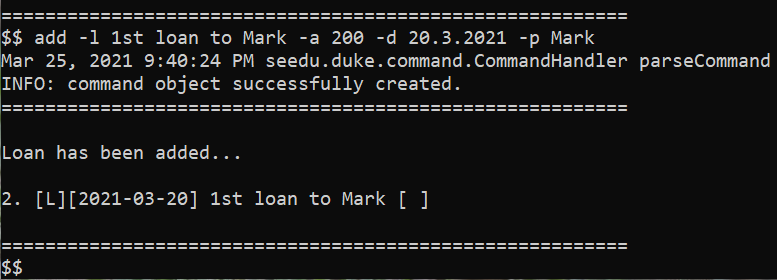 =========================================================
$$ add -l 1st loan to Mark -a 200 -d 20.3.2021 -p Mark
Mar 25, 2021 9:40:24 PM seedu.duke.command.CommandHandler parseCommand
INFO: command object successfully created.
=========================================================
Loan has been added...
2. [L][2021-03-20] 1st loan to Mark [ ]
=========================================================
$$